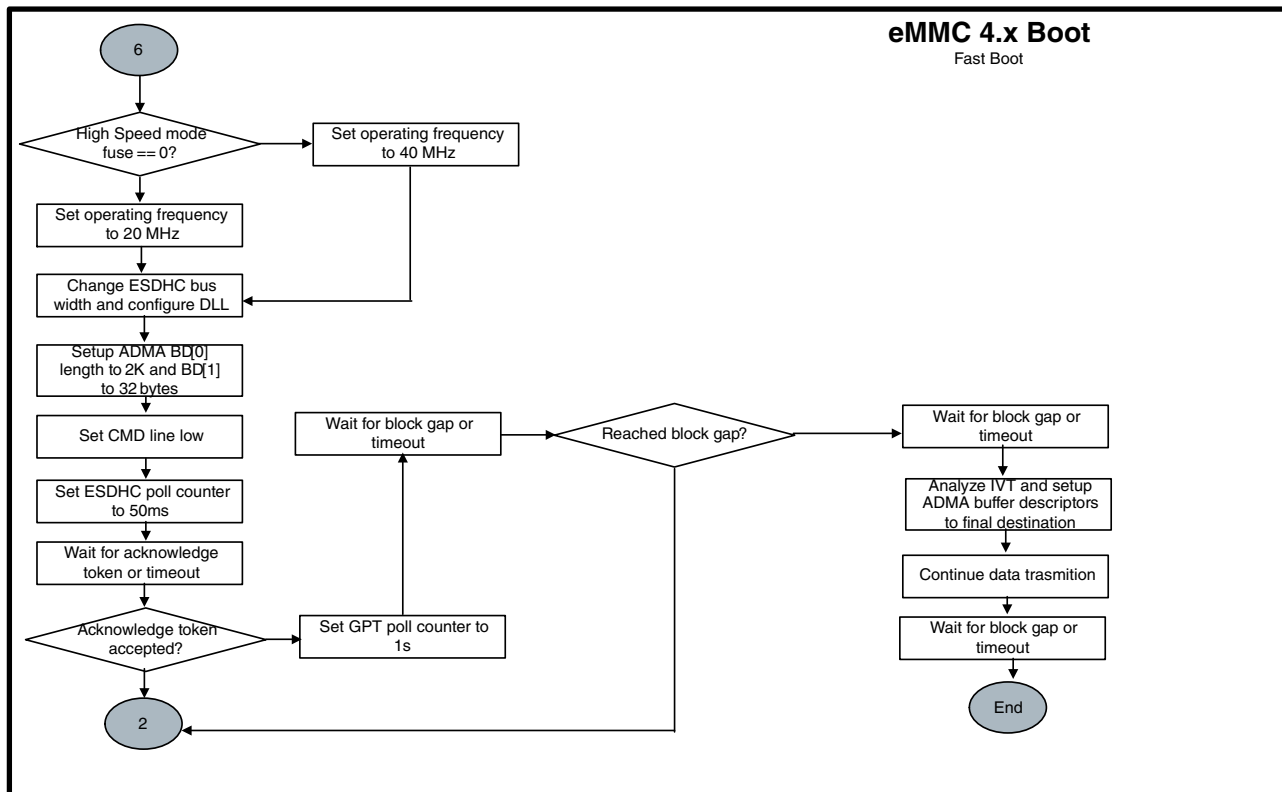 eMMC 4.x Boot
Fast Boot
6
High Speed mode
fuse == 0?
Set operating frequency
to 40 MHz
Set operating frequency
to 20 MHz
Change ESDHC bus
width and configure DLL
Setup ADMA BD[0]
length to 2K and BD[1]
to 32 bytes
Set CMD line low
Set ESDHC poll counter
to 50ms
Wait for acknowledge
token or timeout
Acknowledge token
accepted?
2
Set GPT poll counter to
1s
Wait for block gap or
timeout
Reached block gap?
Wait for block gap or
timeout
Analyze IVT and setup
ADMA buffer descriptors
to final destination
Continue data trasmition
Wait for block gap or
timeout
End